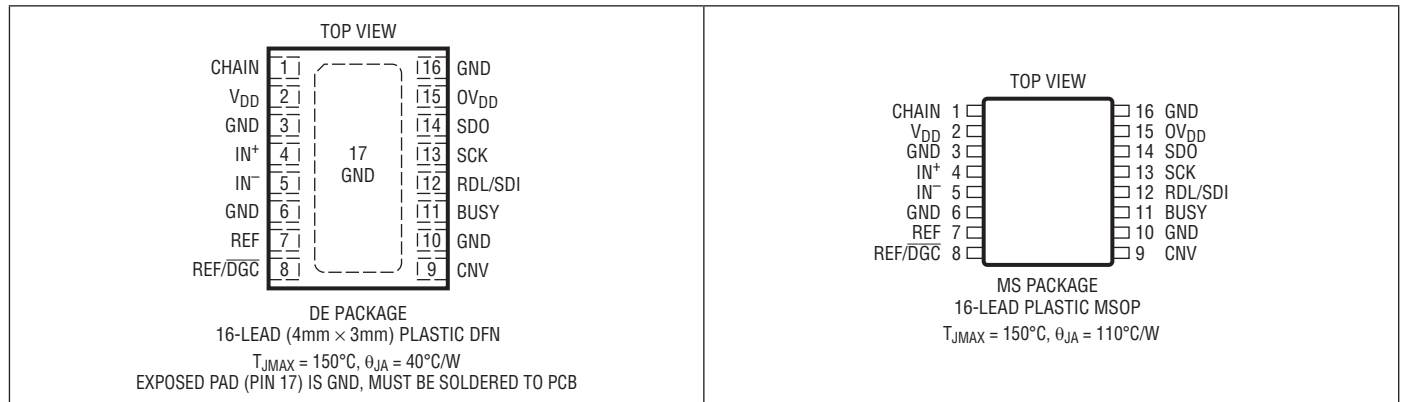 TOP VIEW
CHAIN 1 16 GND
VDD 2 15 OVDD
GND 3 14 SDO
IN+ 4 13 SCK
IN– 5 12 RDL/SDI
GND 6 11 BUSY
REF 7 10 GND
REF/DGC 8 9 CNV
17
GND
DE PACKAGE
16-LEAD (4mm × 3mm) PLASTIC DFN
TJMAX = 150°C, θJA = 40°C/W
EXPOSED PAD (PIN 17) IS GND, MUST BE SOLDERED TO PCB
TOP VIEW
CHAIN 1 16 GND
VDD 2 15 OVDD
GND 3 14 SDO
IN+ 4 13 SCK
IN– 5 12 RDL/SDI
GND 6 11 BUSY
REF 7 10 GND
REF/DGC 8 9 CNV
MS PACKAGE
16-LEAD PLASTIC MSOP
TJMAX = 150°C, θJA = 110°C/W